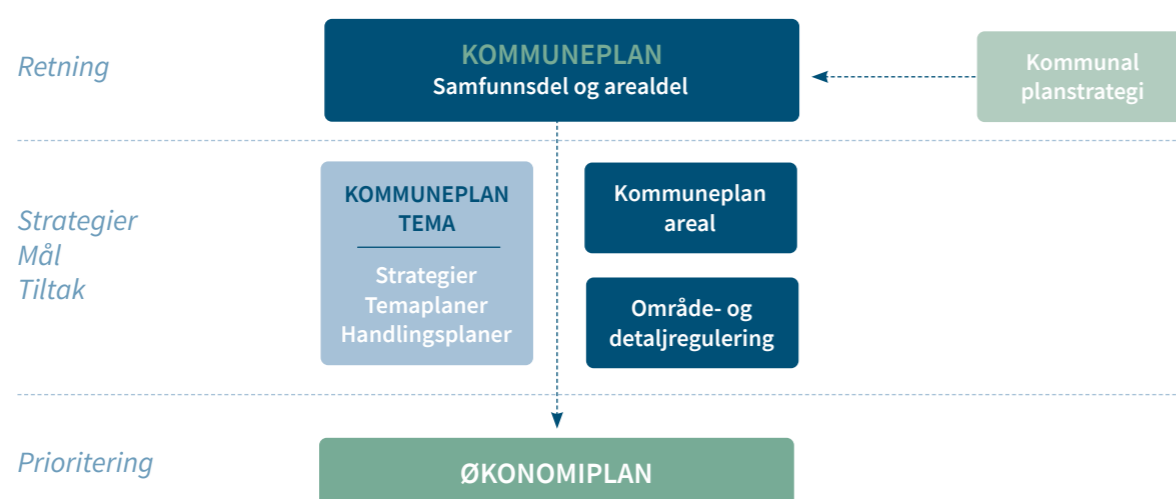 Retning
KOMMUNEPLAN
Samfunnsdel og arealdel
Kommunal
planstrategi
Strategier
Mål
Tiltak
KOMMUNEPLAN
TEMA
Strategier
Temaplaner
Handlingsplaner
Kommuneplan
areal
Område- og
detaljregulering
Prioritering
ØKONOMIPLAN